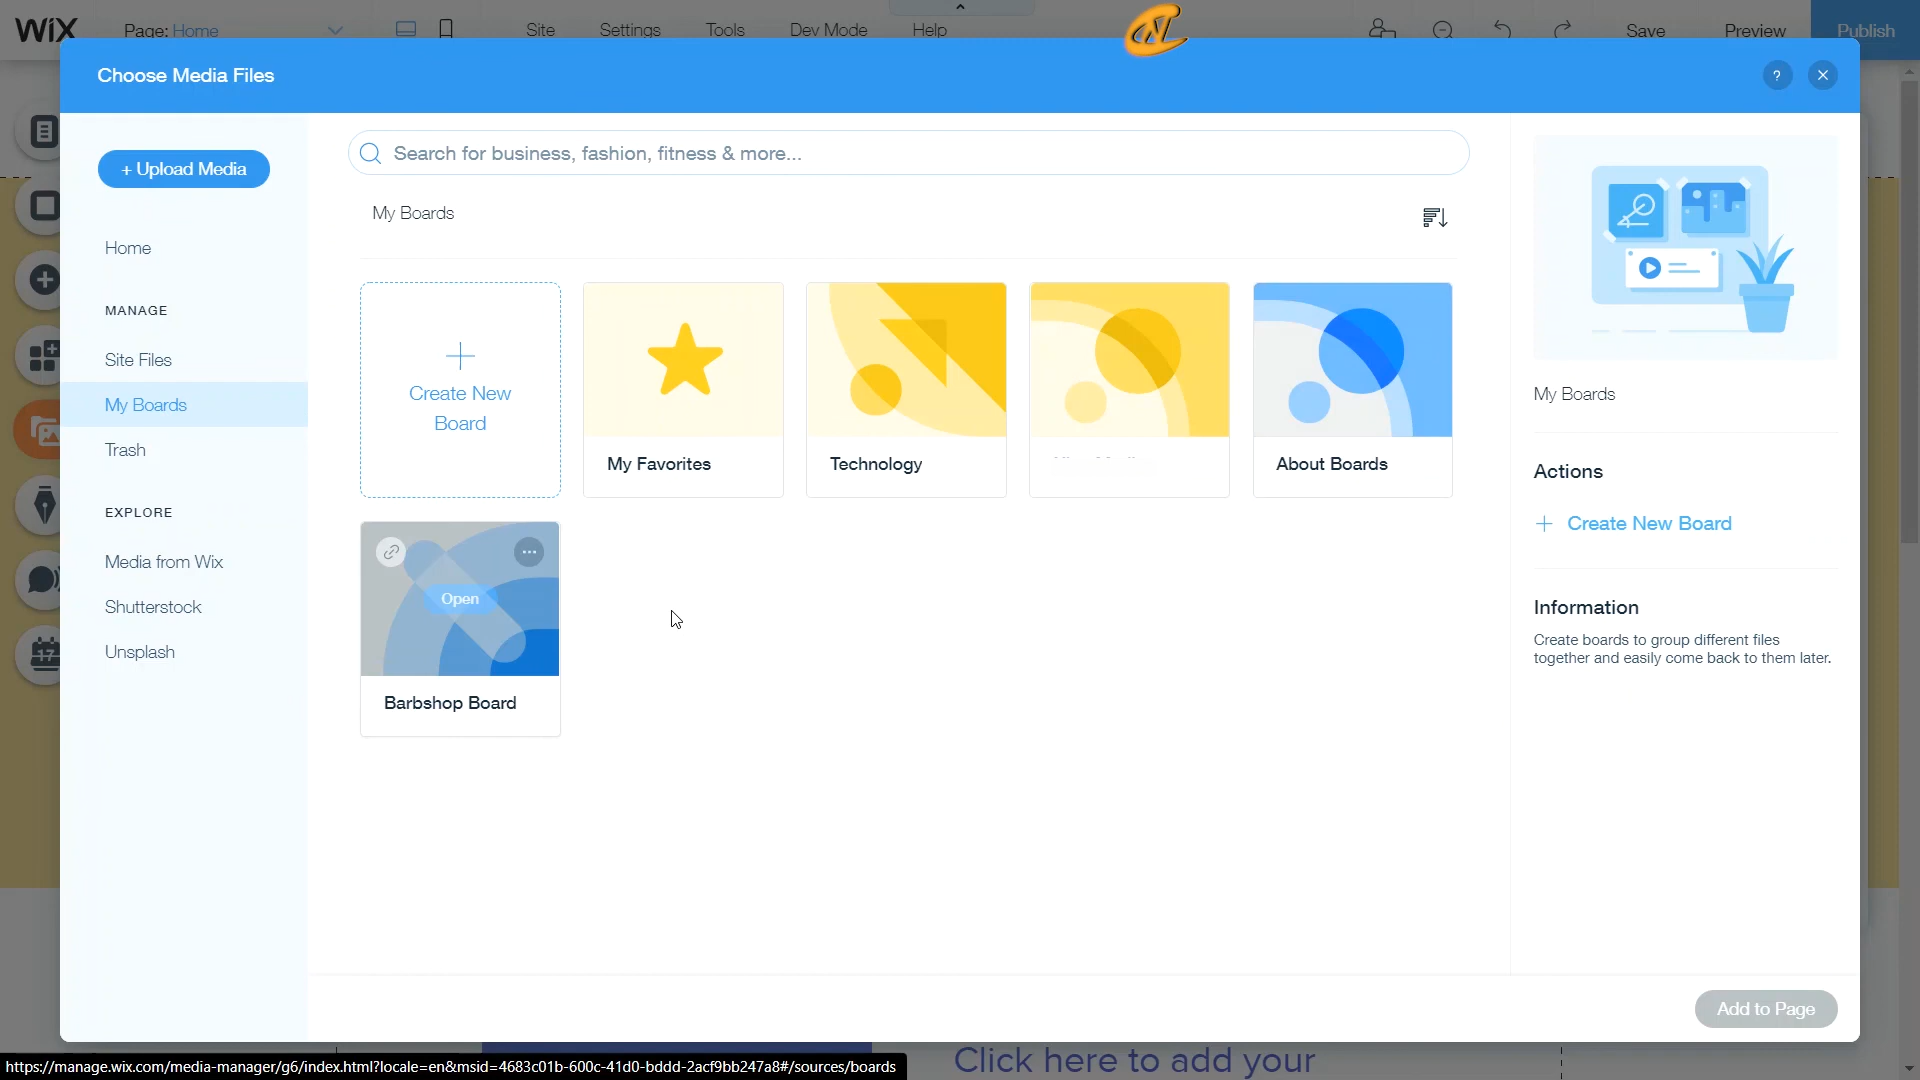 WiX Page: Home Site Settings Tools Dev Mode Help Save Preview Publish
Choose Media Files ?
+ Upload Media
Search for business, fashion, fitness & more...
My Boards
Home
MANAGE
Site Files
My Boards
Trash
EXPLORE
Media from Wix
Shutterstock
Unsplash
Create New
Board
My Favorites
Technology
About Boards
Open
Barbshop Board
My Boards
Actions
+ Create New Board
Information
Create boards to group different files
together and easily come back to them later.
Add to Page
17
Click here to add your
https://manage.wix.com/media-manager/g6/index.html?locale=en&msid=4683c01b-600c-41d0-bddd-2acf9bb247a8#/sources/boards